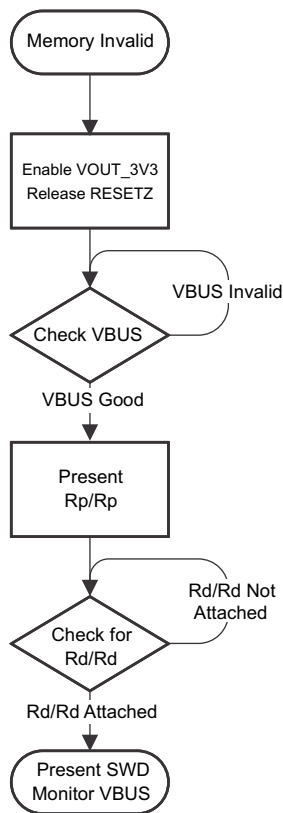 Memory Invalid
Enable VOUT_3V3
Release RESETZ
VBUS Invalid
Check VBUS
VBUS Good
Present
Rp/Rp
Rd/Rd Not
Attached
Check for
Rd/Rd
Rd/Rd Attached
Present SWD
Monitor VBUS